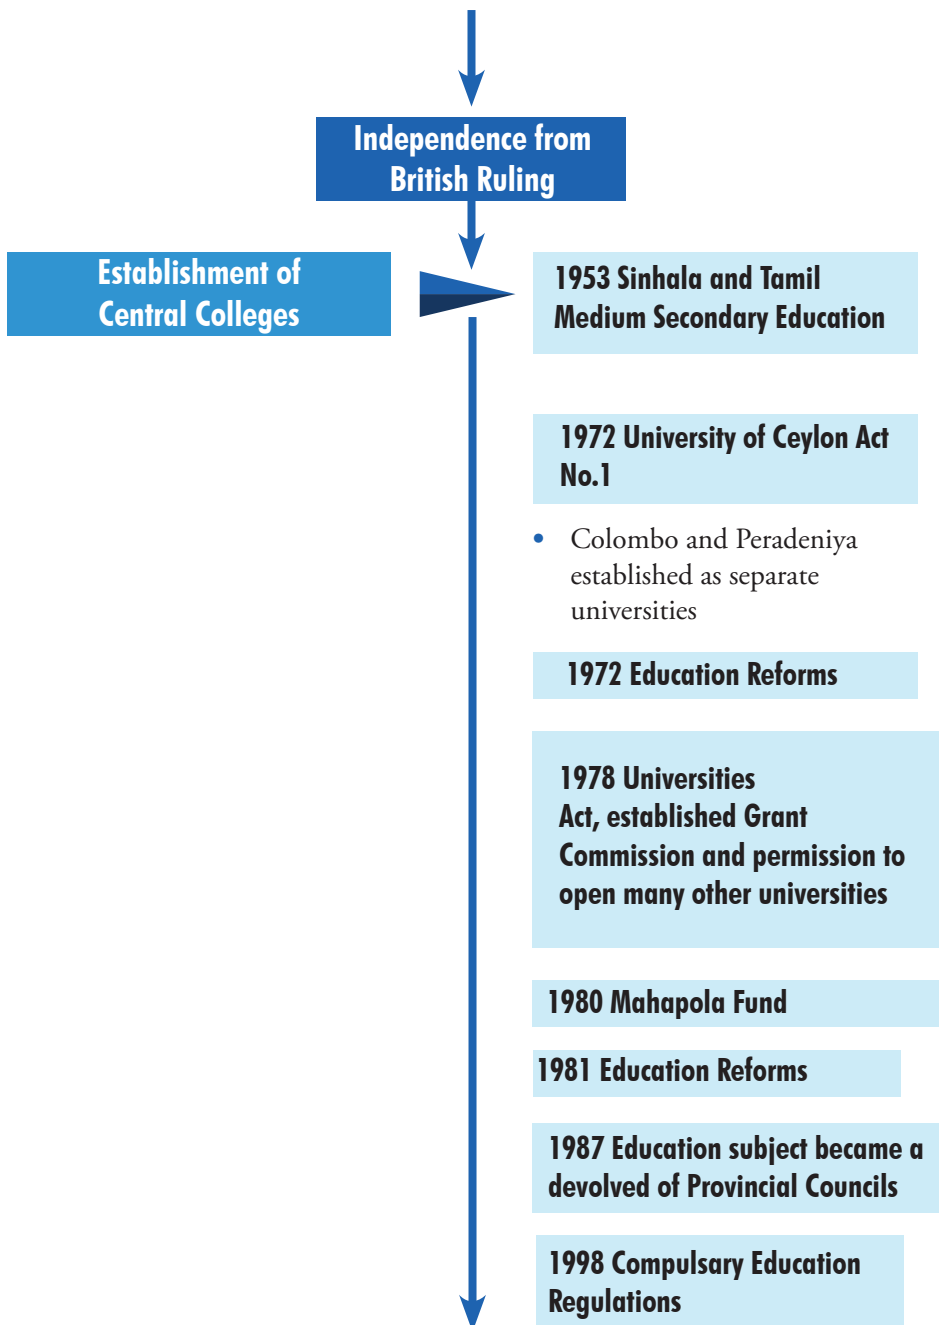 Independence from
British Ruling
Establishment of
Central Colleges
1953 Sinhala and Tamil
Medium Secondary Education
1972 University of Ceylon Act
No.1
• Colombo and Peradeniya
established as separate
universities
1972 Education Reforms
1978 Universities
Act, established Grant
Commission and permission to
open many other universities
1980 Mahapola Fund
1981 Education Reforms
1987 Education subject became a
devolved of Provincial Councils
1998 Compulsary Education
Regulations